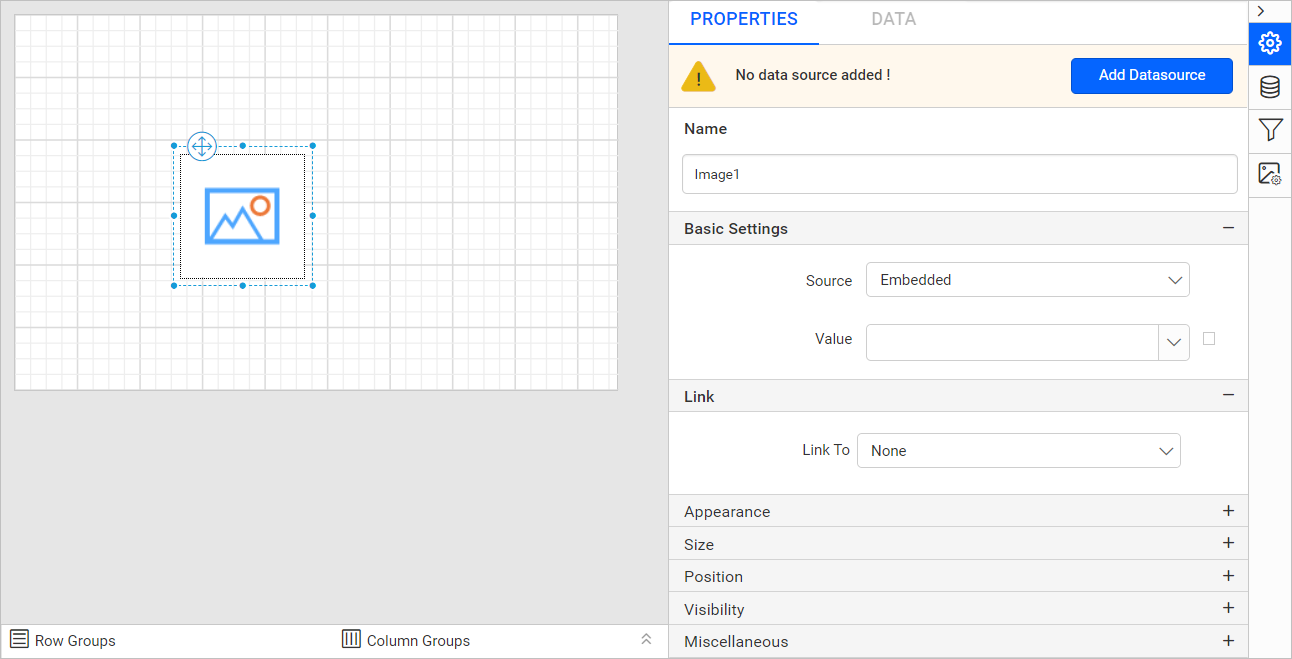 PROPERTIES
DATA
No data source added !
Add Datasource
Name
Image1
Basic Settings
Source
Embedded
Value
Link
Link To
None
Appearance
Size
Position
Visibility
Miscellaneous
Row Groups
Column Groups